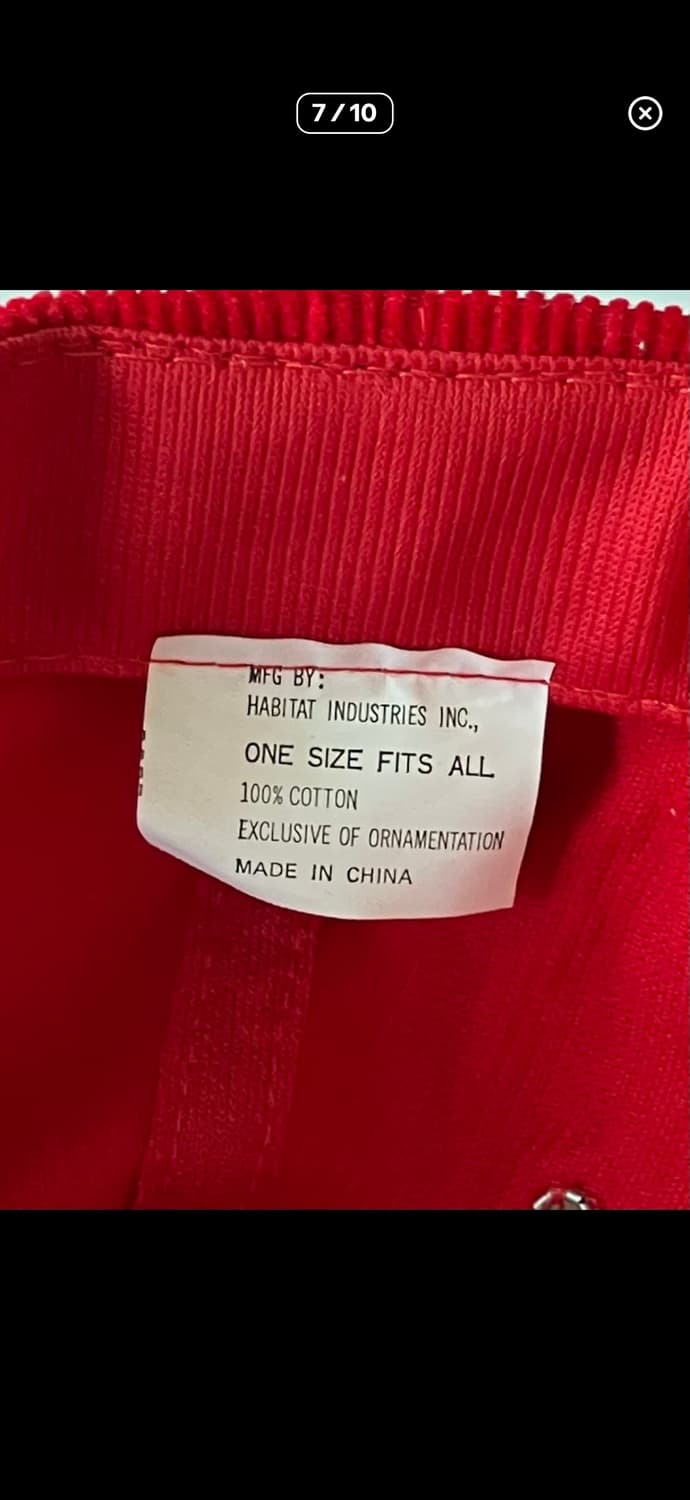 7/10
MFG BY:
HABITAT INDUSTRIES INC.,
ONE SIZE FITS ALL
100% COTTON
EXCLUSIVE OF ORNAMENTATION
MADE IN CHINA